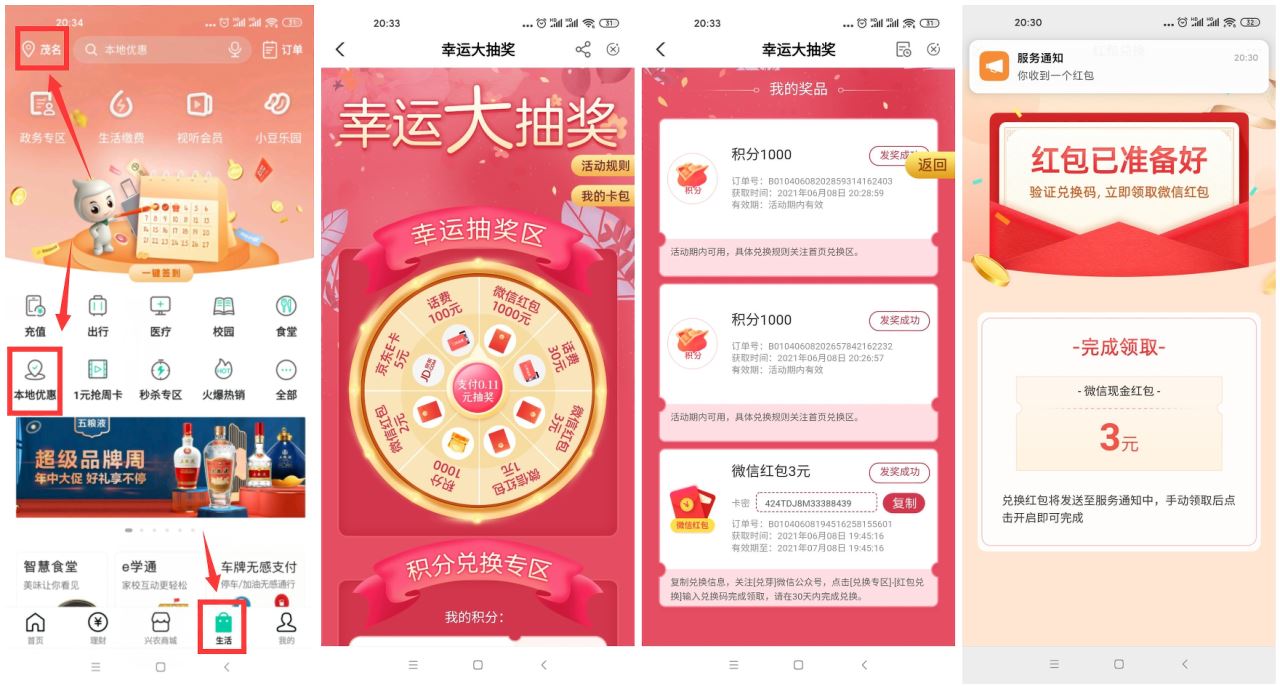 20:34
31
茂名
本地优惠
订单
政务专区
生活缴费
视听会员
小豆乐园
一键签到
充值
出行
医疗
校园
食堂
本地优惠
1元抢周卡
秒杀专区
火爆热销
全部
五粮液
超级品牌周
年中大促 好礼享不停
智慧食堂
美味让你看见
e学通
家校互动更轻松
车牌无感支付
停车/加油无感通行
首页
理财
兴农商城
生活
我的
20:33
31
幸运大抽奖
幸运大抽奖
活动规则
我的卡包
幸运抽奖区
话费
100元
微信红包
1000元
话费
30元
微信红包
3元
微信红包
1元
积分
1000
微信红包
2元
京东E卡
5元
JD
支付0.11
元抽奖
积分兑换专区
我的积分：
20:33
31
幸运大抽奖
我的奖品
积分1000
发奖成功
返回
积分
订单号：B01040608202859314162403
获取时间：2021年06月08日 20:28:59
有效期：活动期内有效
活动期内可用，具体兑换规则关注首页兑换区。
积分1000
发奖成功
积分
订单号：B01040608202657842162232
获取时间：2021年06月08日 20:26:57
有效期：活动期内有效
活动期内可用，具体兑换规则关注首页兑换区。
微信红包3元
发奖成功
卡密
424TDJ8M33388439
复制
微信红包
订单号：B01040608194516258155601
获取时间：2021年06月08日 19:45:16
有效期至：2021年07月08日 19:45:16
复制兑换信息，关注[兑芽]微信公众号，点击[兑换专区]-[红包兑
换]输入兑换码完成领取，请在30天内完成兑换。
20:30
32
服务通知
20:30
你收到一个红包
红包已准备好
验证兑换码, 立即领取微信红包
-完成领取-
- 微信现金红包 -
3元
兑换红包将发送至服务通知中，手动领取后点
击开启即可完成